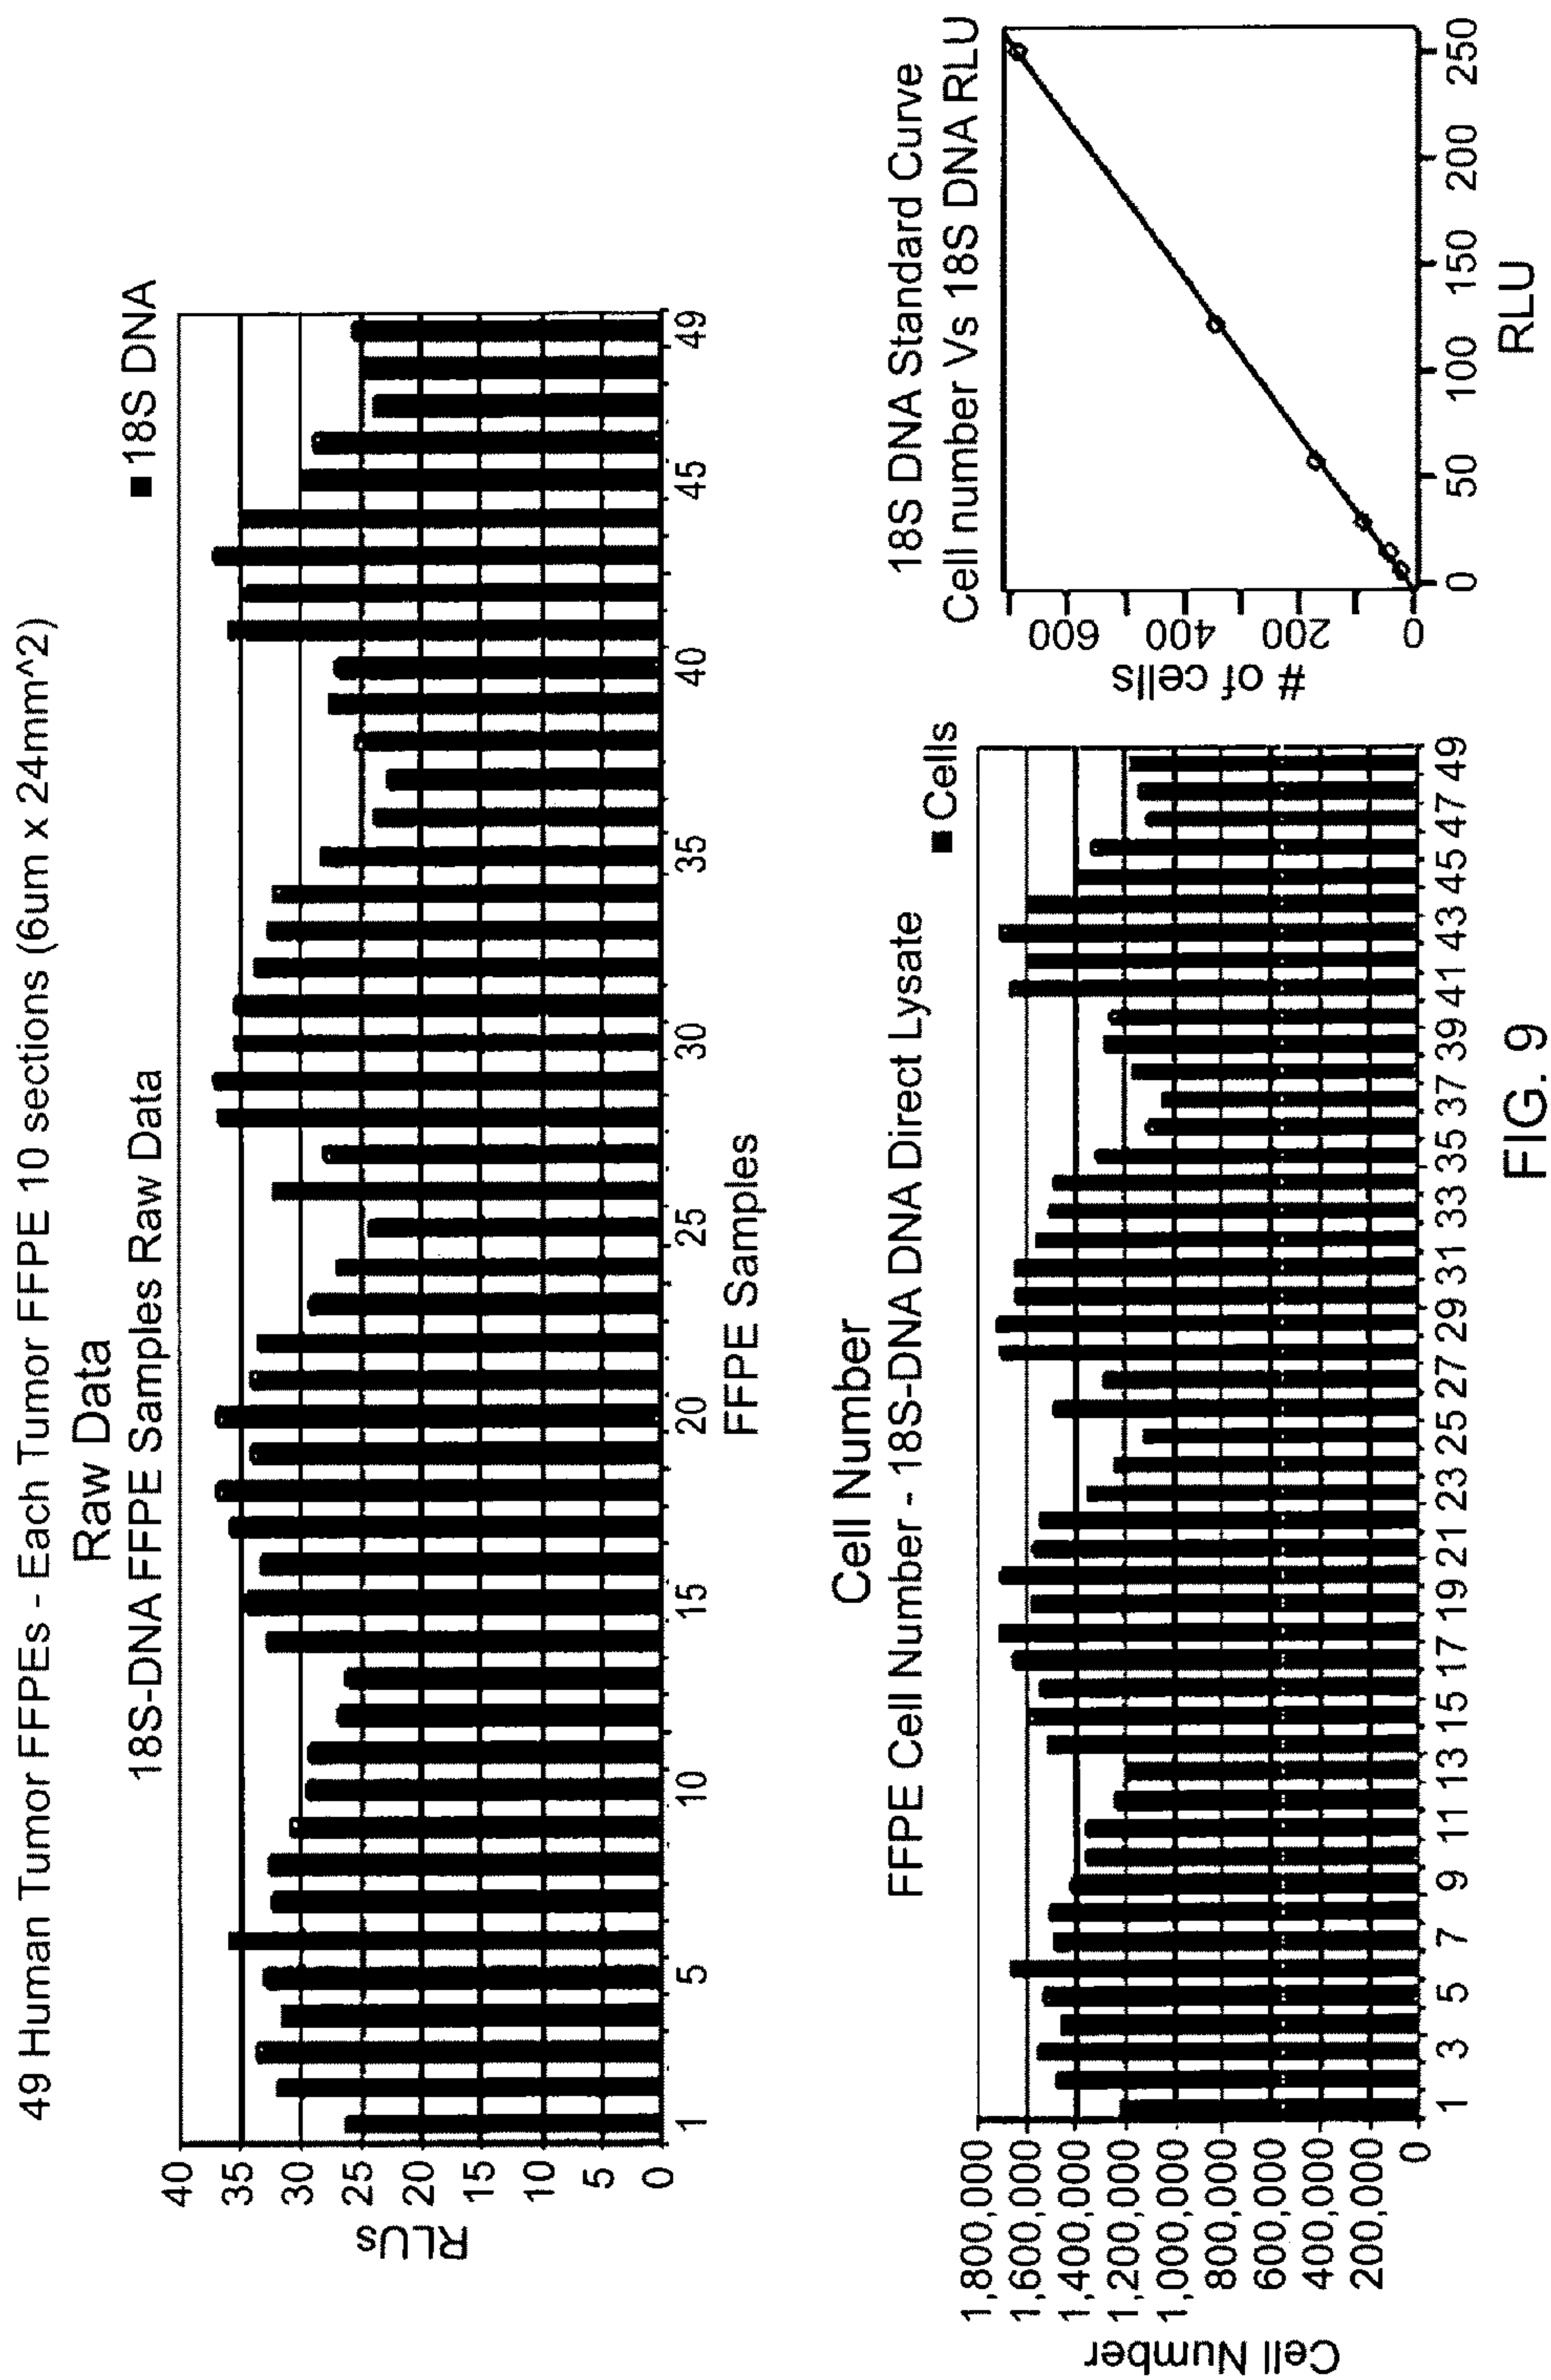 49 Human Tumor FFPEs - Each Tumor FFPE 10 sections (6um x 24mm^2)
Raw Data
18S-DNA FFPE Samples Raw Data
■ 18S DNA
RLUs
40
35
30
25
20
15
10
5
0
1 5 10 15 20 25 30 35 40 45 49
FFPE Samples
Cell Number
FFPE Cell Number - 18S-DNA DNA Direct Lysate
■ Cells
Cell Number
1,800,000
1,600,000
1,400,000
1,200,000
1,000,000
800,000
600,000
400,000
200,000
0
1 3 5 7 9 11 13 15 17 19 21 23 25 27 29 31 33 35 37 39 41 43 45 47 49
18S DNA Standard Curve
Cell number Vs 18S DNA RLU
# of cells
600
400
200
0
0 50 100 150 200 250
RLU
FIG. 9